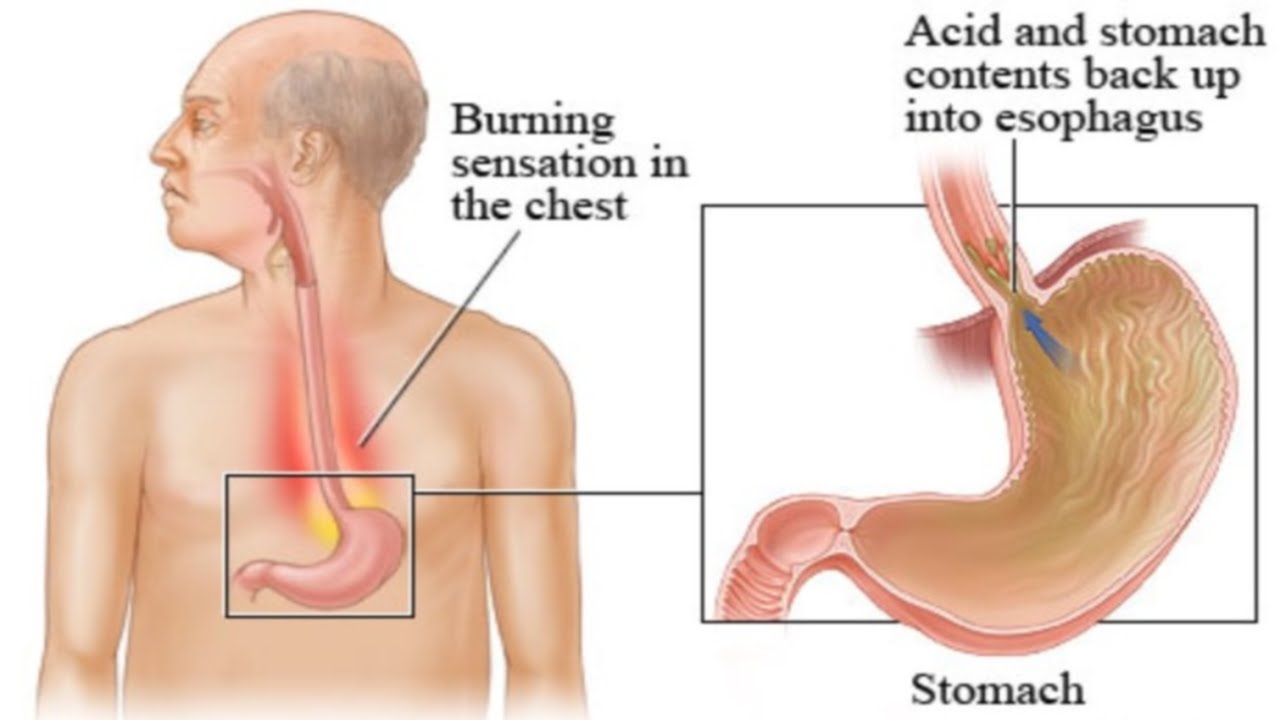 Burning
sensation in
the chest
Acid and stomach
contents back up
into esophagus
Stomach